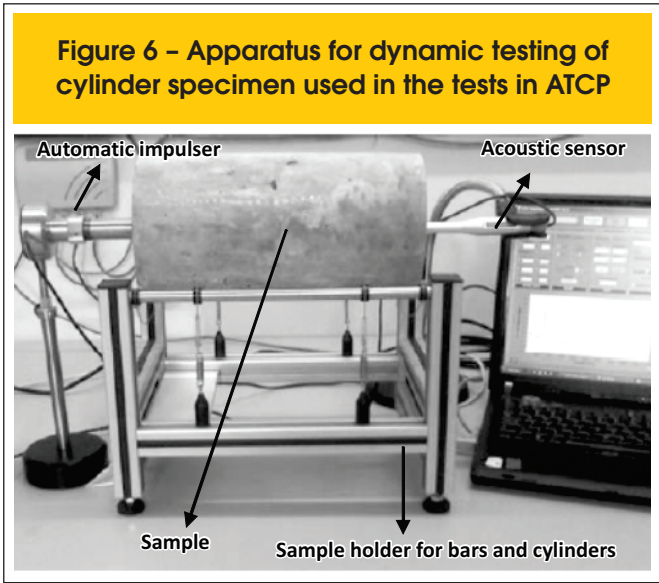 Figure 6 – Apparatus for dynamic testing of
cylinder specimen used in the tests in ATCP
Automatic impulser
Acoustic sensor
Sample
Sample holder for bars and cylinders